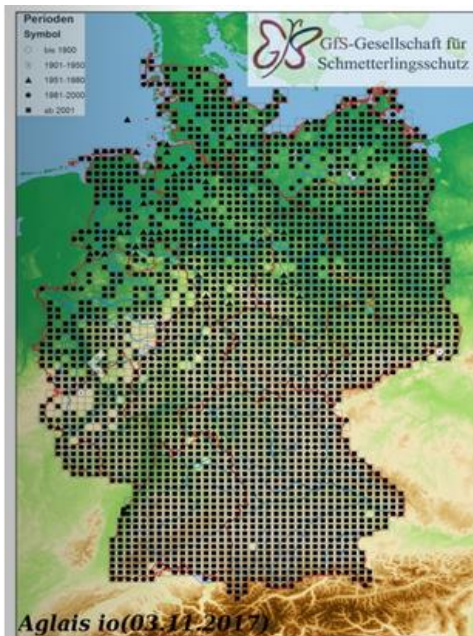 Perioden
Symbol
bis 1900
1901-1950
1951-1980
1981-2000
ab 2001
GfS-Gesellschaft für
Schmetterlingsschutz
Aglais io(03.11.2017)